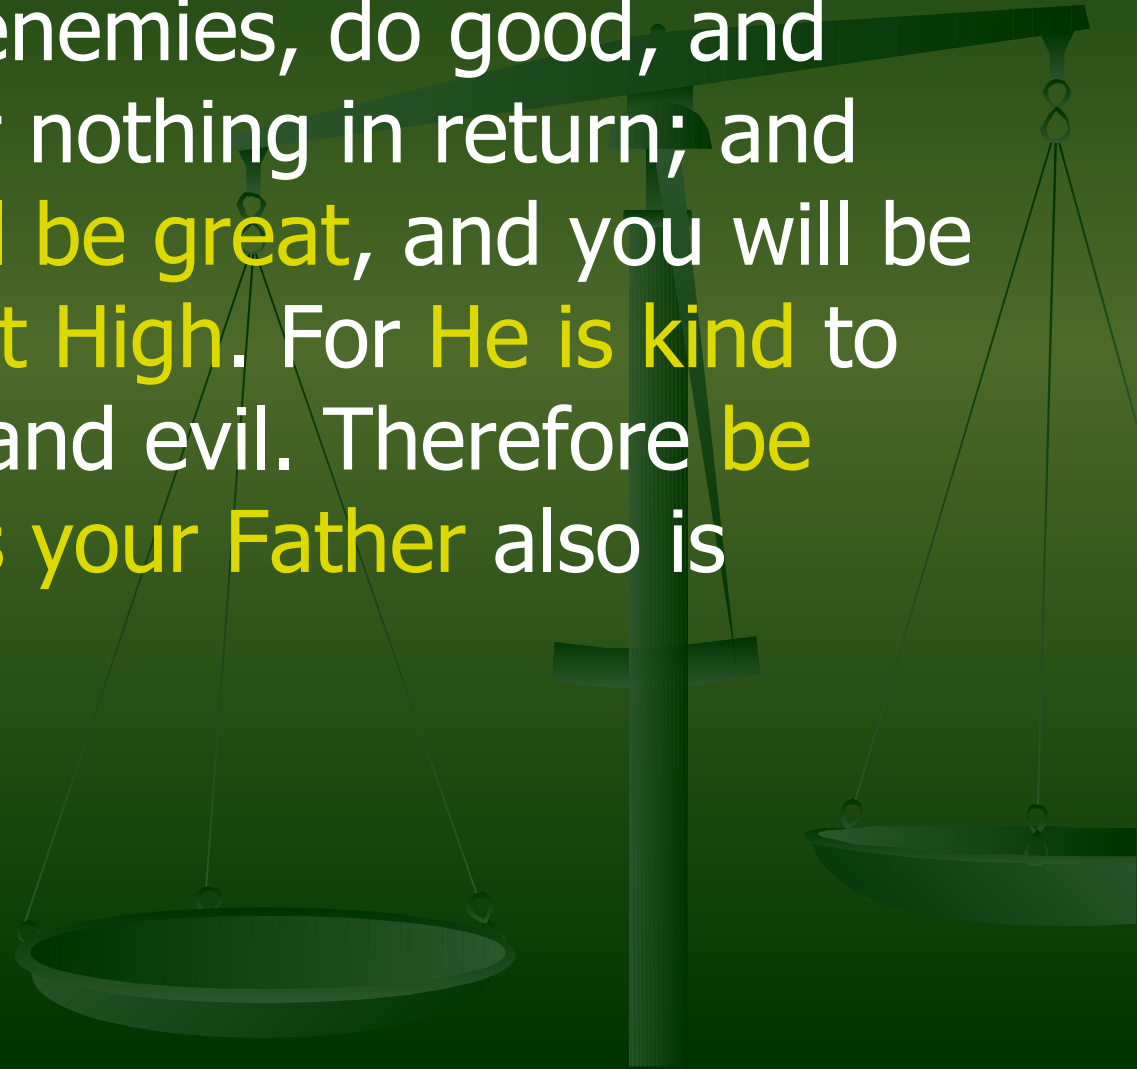 enemies, do good, and
nothing in return; and
be great, and you will be
t High. For He is kind to
and evil. Therefore be
s your Father also is